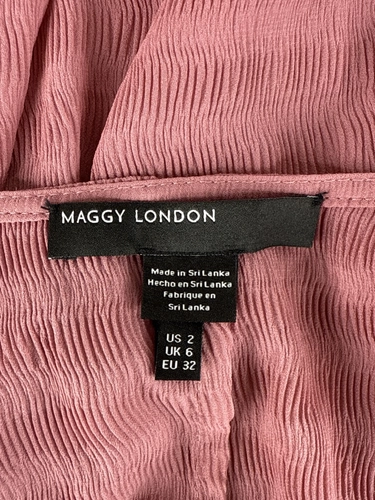 MAGGY LONDON
Made in Sri Lanka
Hecho en Sri Lanka
Fabrique en
Sri Lanka
US 2
UK 6
EU 32